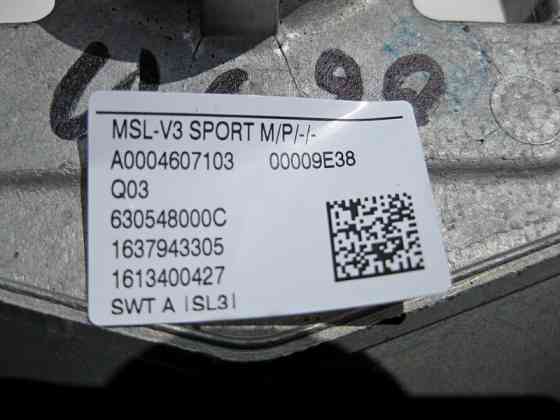 MSL-V3 SPORT M/P/-/-
A0004607103 00009E38
Q03
630548000C
1637943305
1613400427
SWT A |SL3|